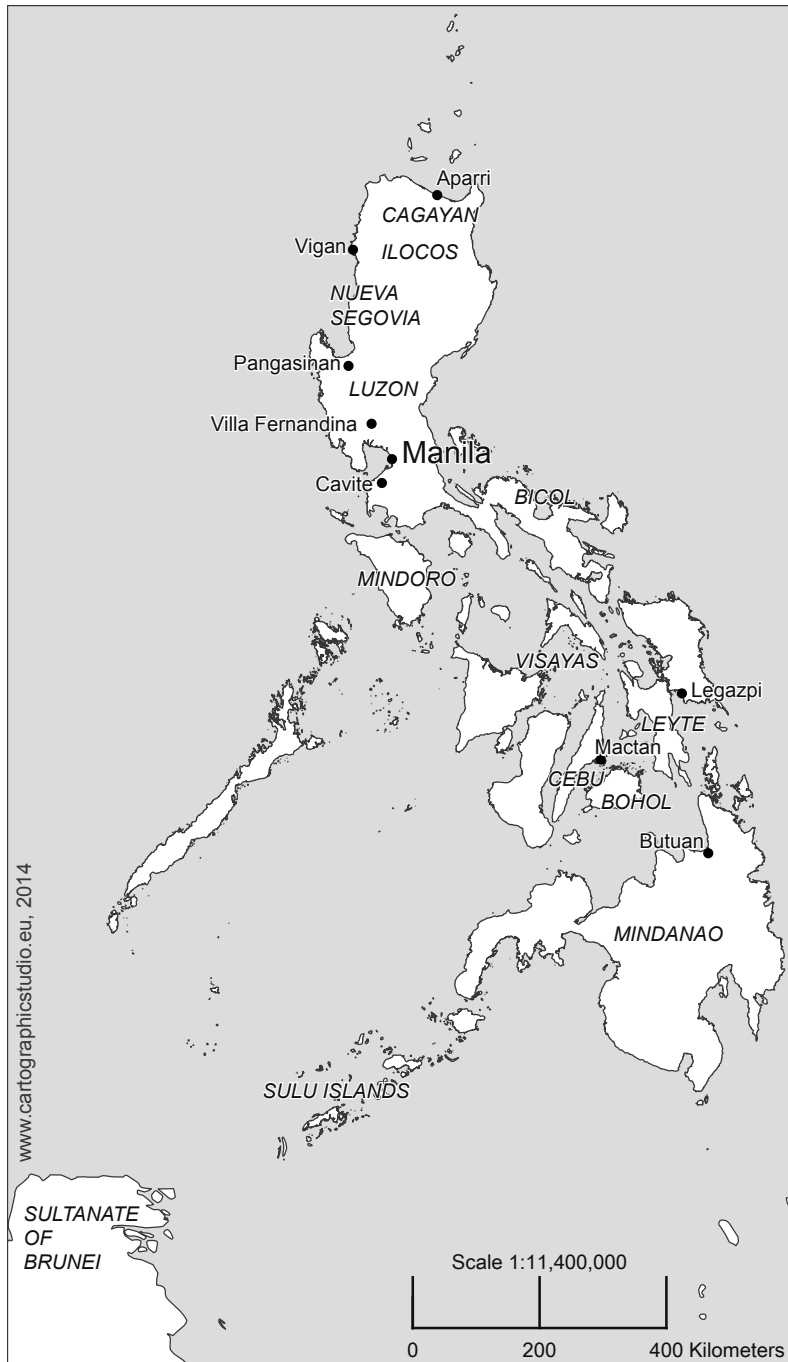 Aparri
CAGAYAN
Vigan
ILOCOS
NUEVA
SEGOVIA
Pangasinan
LUZON
Villa Fernandina
Manila
Cavite
BICOL
MINDORO
VISAYAS
Legazpi
LEYTE
Mactan
CEBU
BOHOL
Butuan
MINDANAO
www.cartographicstudio.eu, 2014
SULU ISLANDS
SULTANATE
OF
BRUNEI
Scale 1:11,400,000
0 200 400 Kilometers